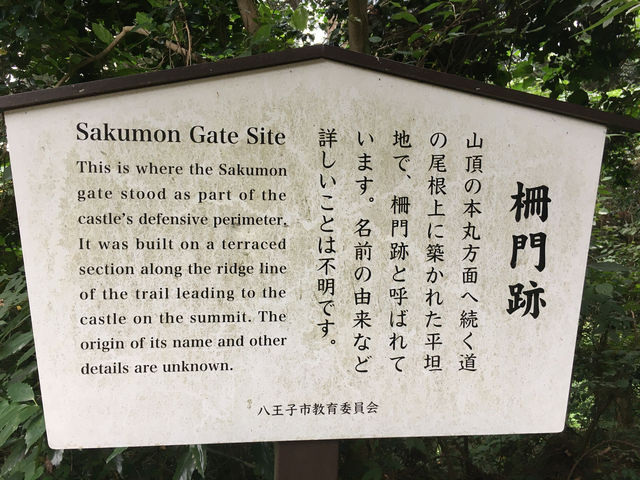 Sakumon Gate Site
This is where the Sakumon
gate stood as part of the
castle's defensive perimeter.
It was built on a terraced
section along the ridge line
of the trail leading to the
castle on the summit. The
origin of its name and other
details are unknown.
柵門跡
山頂の本丸方面へ続く道
の尾根上に築かれた平坦
地で、柵門跡と呼ばれて
います。名前の由来など
詳しいことは不明です。
八王子市教育委員会